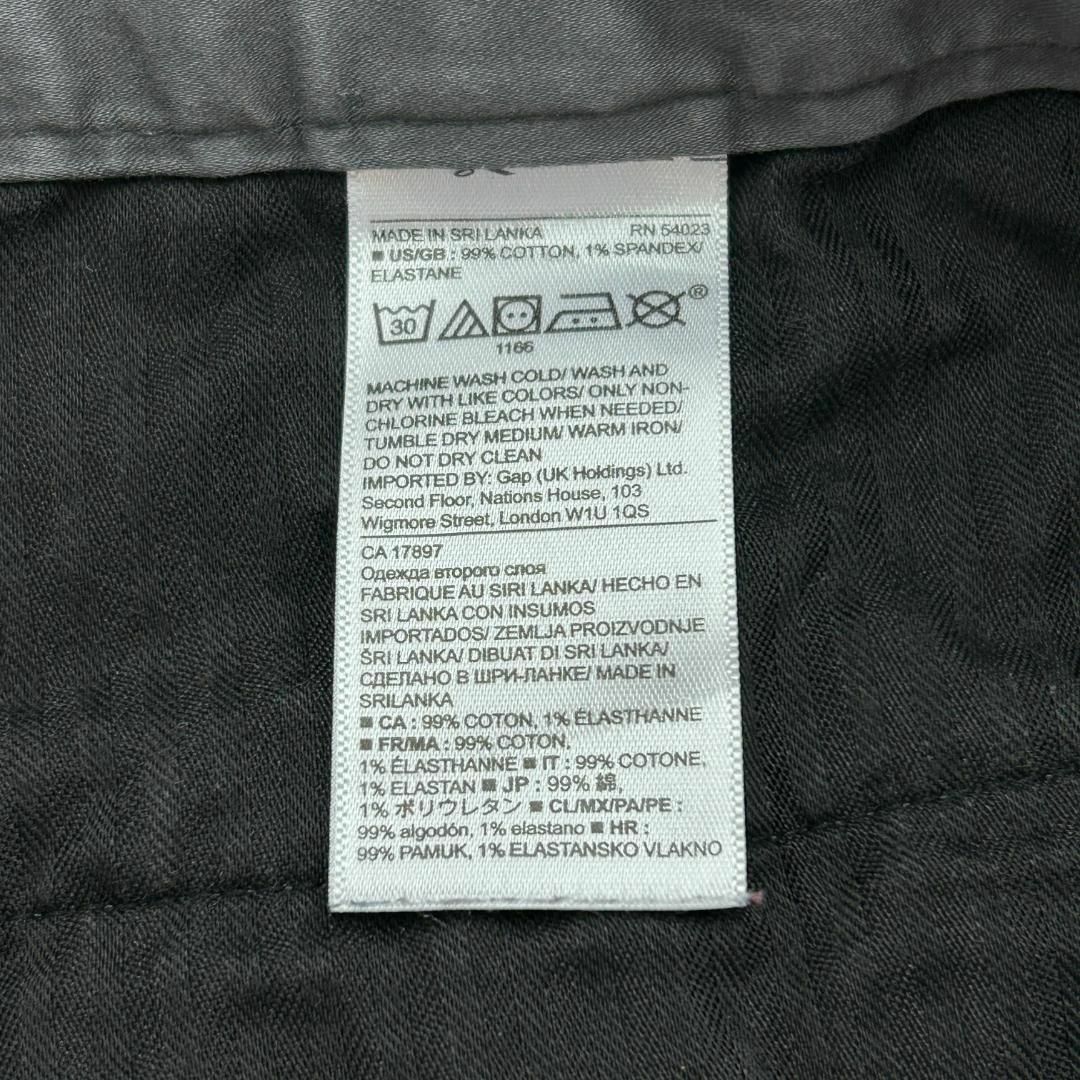 MADE IN SRI LANKA RN 54023
■ US/GB : 99% COTTON, 1% SPANDEX/
ELASTANE
30 ®
1166
MACHINE WASH COLD/ WASH AND
DRY WITH LIKE COLORS/ ONLY NON-
CHLORINE BLEACH WHEN NEEDED/
TUMBLE DRY MEDIUM/ WARM IRON/
DO NOT DRY CLEAN
IMPORTED BY: Gap (UK Holdings) Ltd.
Second Floor, Nations House, 103
Wigmore Street, London W1U 1QS
CA 17897
Одежда второго слоя
FABRIQUE AU SIRI LANKA/ HECHO EN
SRI LANKA CON INSUMOS
IMPORTADOS/ ZEMLJA PROIZVODNJE
ŠRI LANKA/ DIBUAT DI SRI LANKA/
СДЕЛАНО В ШРИ-ЛАНКЕ/ MADE IN
SRILANKA
■ CA : 99% COTON, 1% ÉLASTHANNE
■ FR/MA : 99% COTON,
1% ÉLASTHANNE ■ IT : 99% COTONE,
1% ELASTAN ■ JP : 99% 綿,
1% ポリウレタン ■ CL/MX/PA/PE :
99% algodón, 1% elastano ■ HR :
99% PAMUK, 1% ELASTANSKO VLAKNO